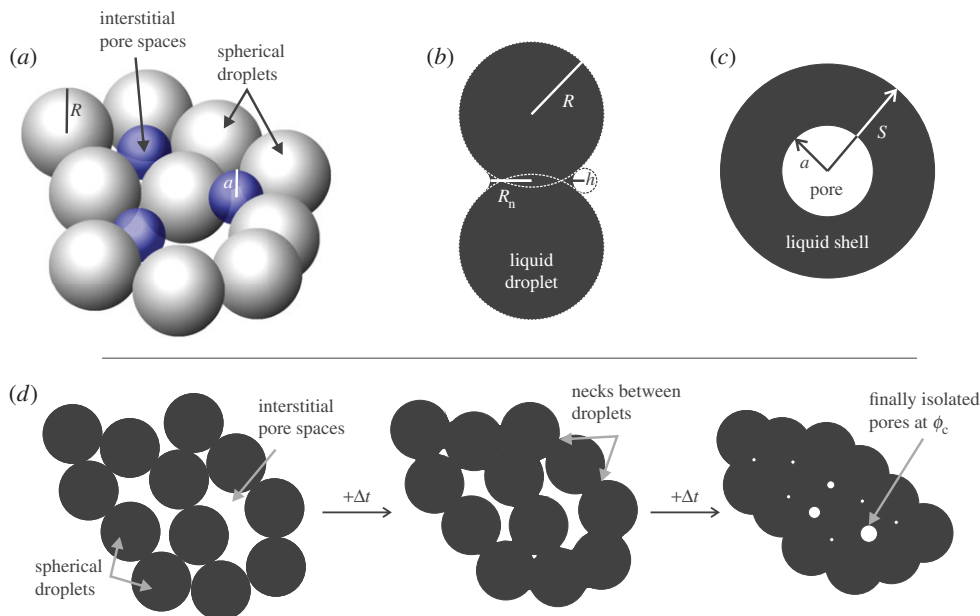 (a)
interstitial
pore spaces
spherical
droplets
R
a
(b)
R
R_n
h
liquid
droplet
(c)
S
a
pore
liquid shell
(d)
interstitial
pore spaces
spherical
droplets
+Δt
necks between
droplets
+Δt
finally isolated
pores at ϕ_c